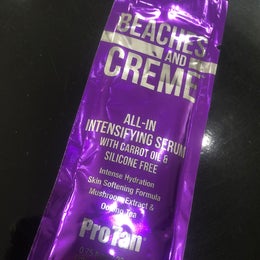 BEACHES
AND
CREME
ALL-IN
INTENSIFYING SERUM
WITH CARROT OIL &
SILICONE FREE
Intense Hydration
Skin Softening Formula
Mushroom Extract &
Tea
ProTan